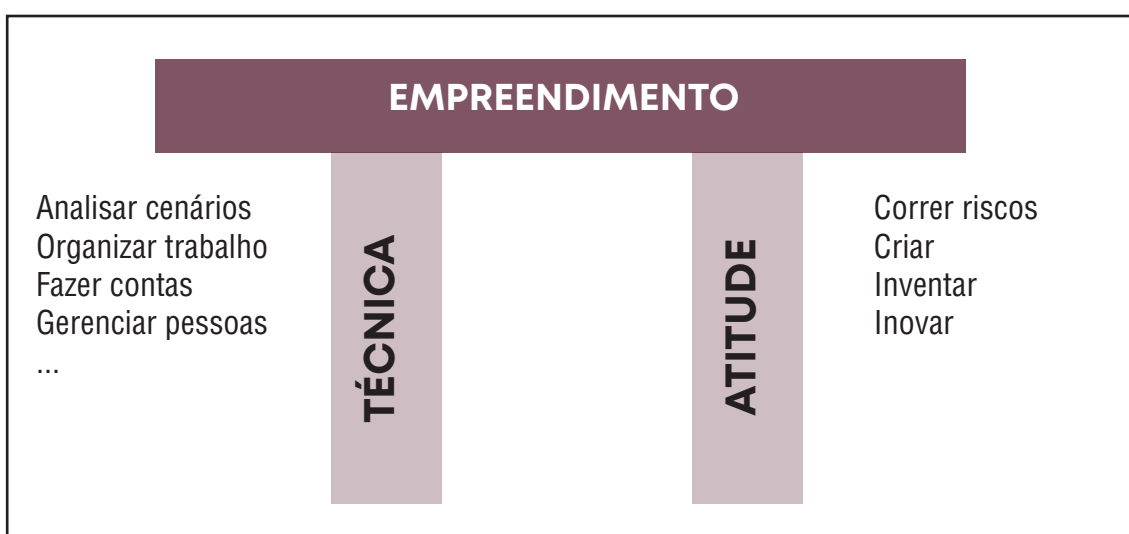 EMPREENDIMENTO
Analisar cenários
Organizar trabalho
Fazer contas
Gerenciar pessoas
...
TÉCNICA
ATITUDE
Correr riscos
Criar
Inventar
Inovar